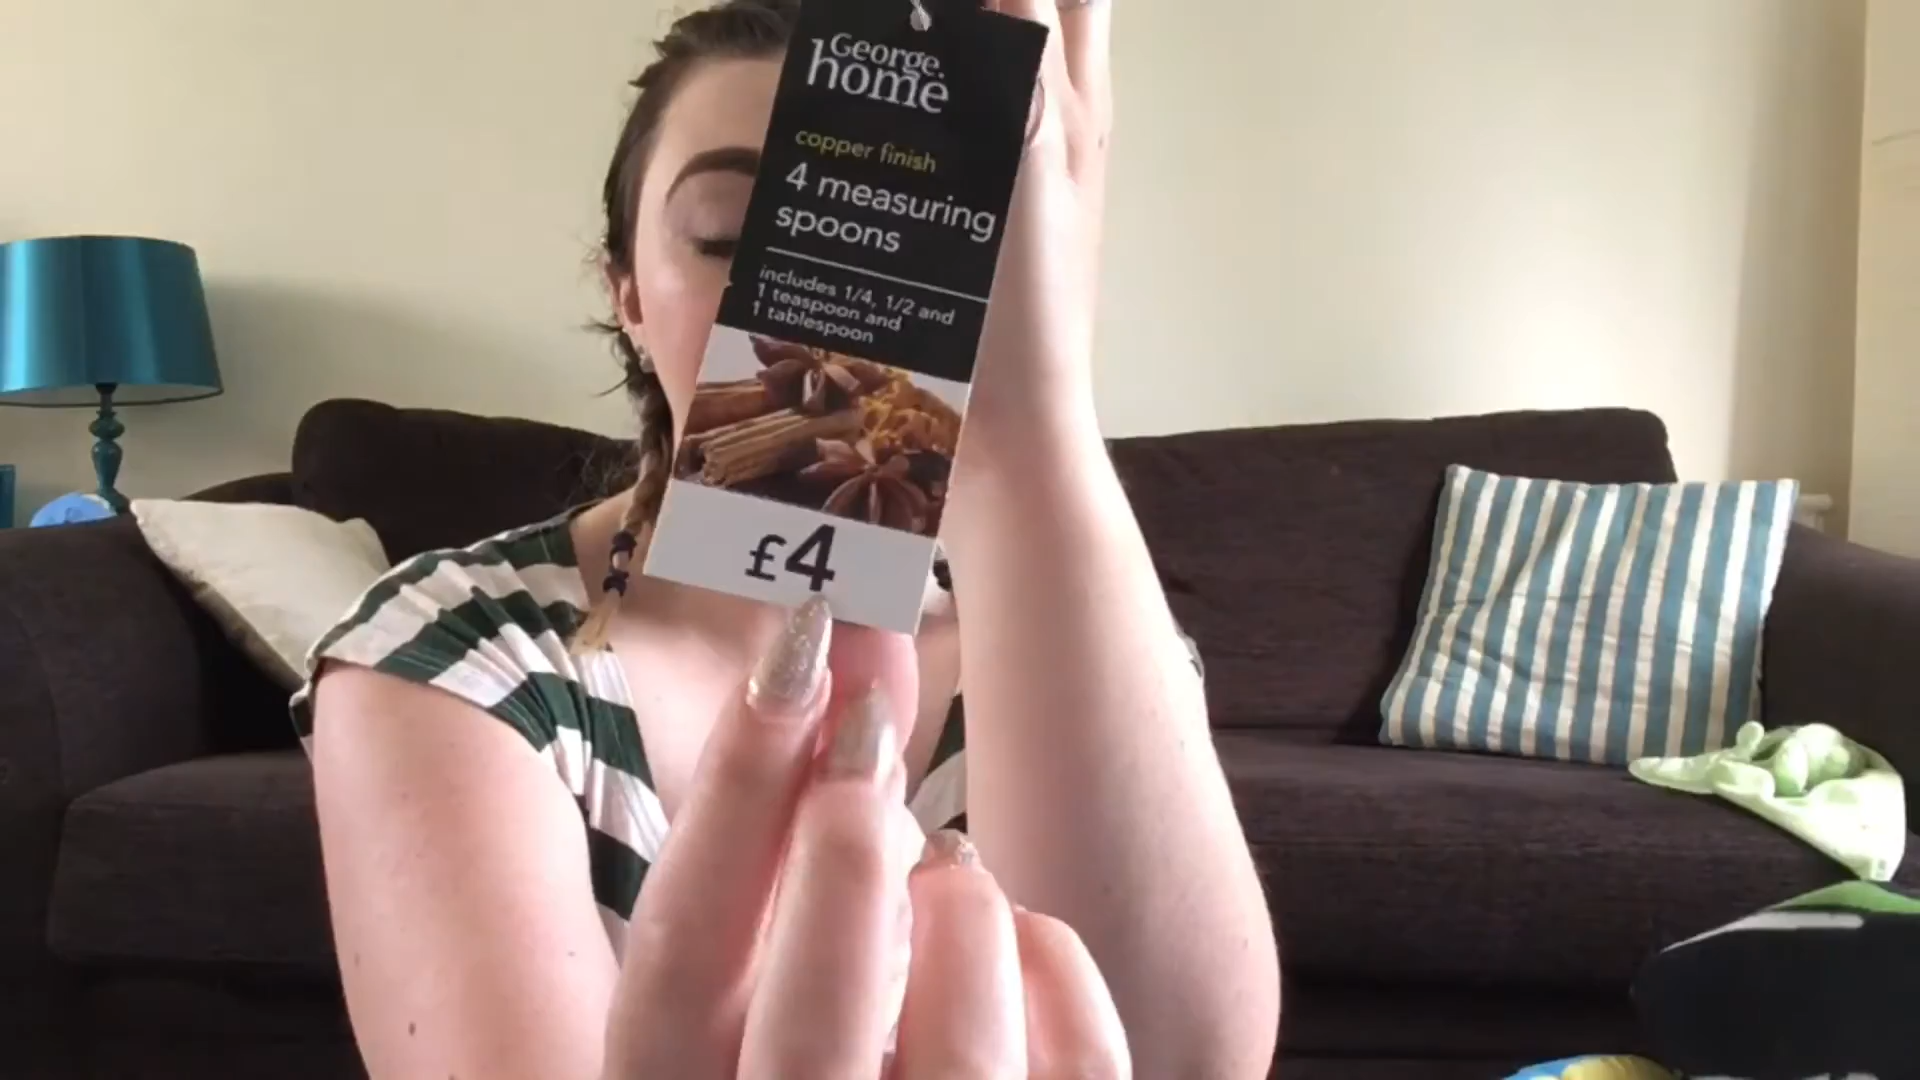 George.
home
copper finish
4 measuring
spoons
includes 1/4, 1/2 and
1 teaspoon and
1 tablespoon
£4